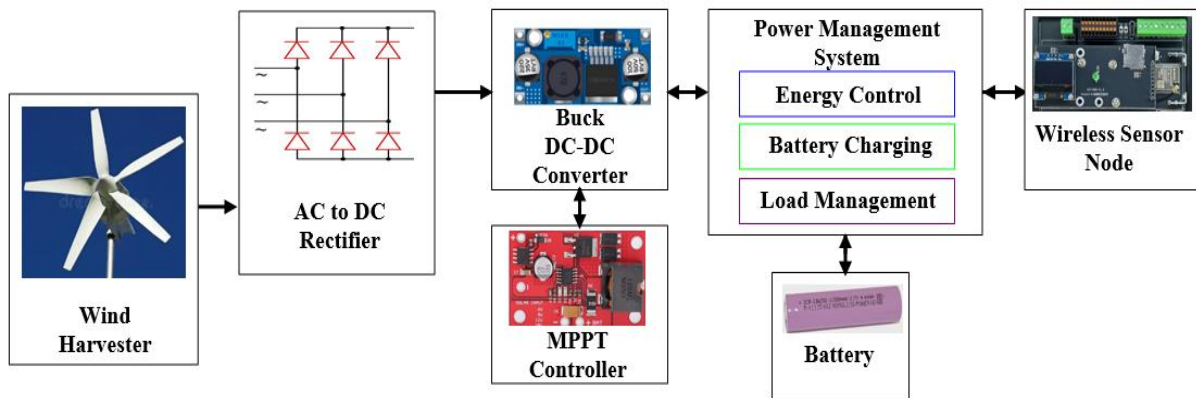 Wind
Harvester
~
~
~
AC to DC
Rectifier
Buck
DC-DC
Converter
MPPT
Controller
Power Management
System
Energy Control
Battery Charging
Load Management
Battery
Wireless Sensor
Node